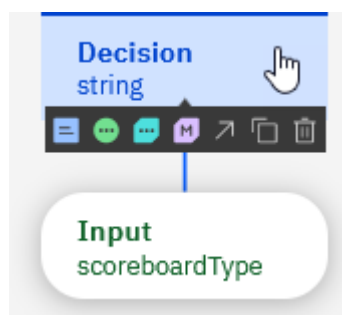 Decision
string
M
Input
scoreboardType